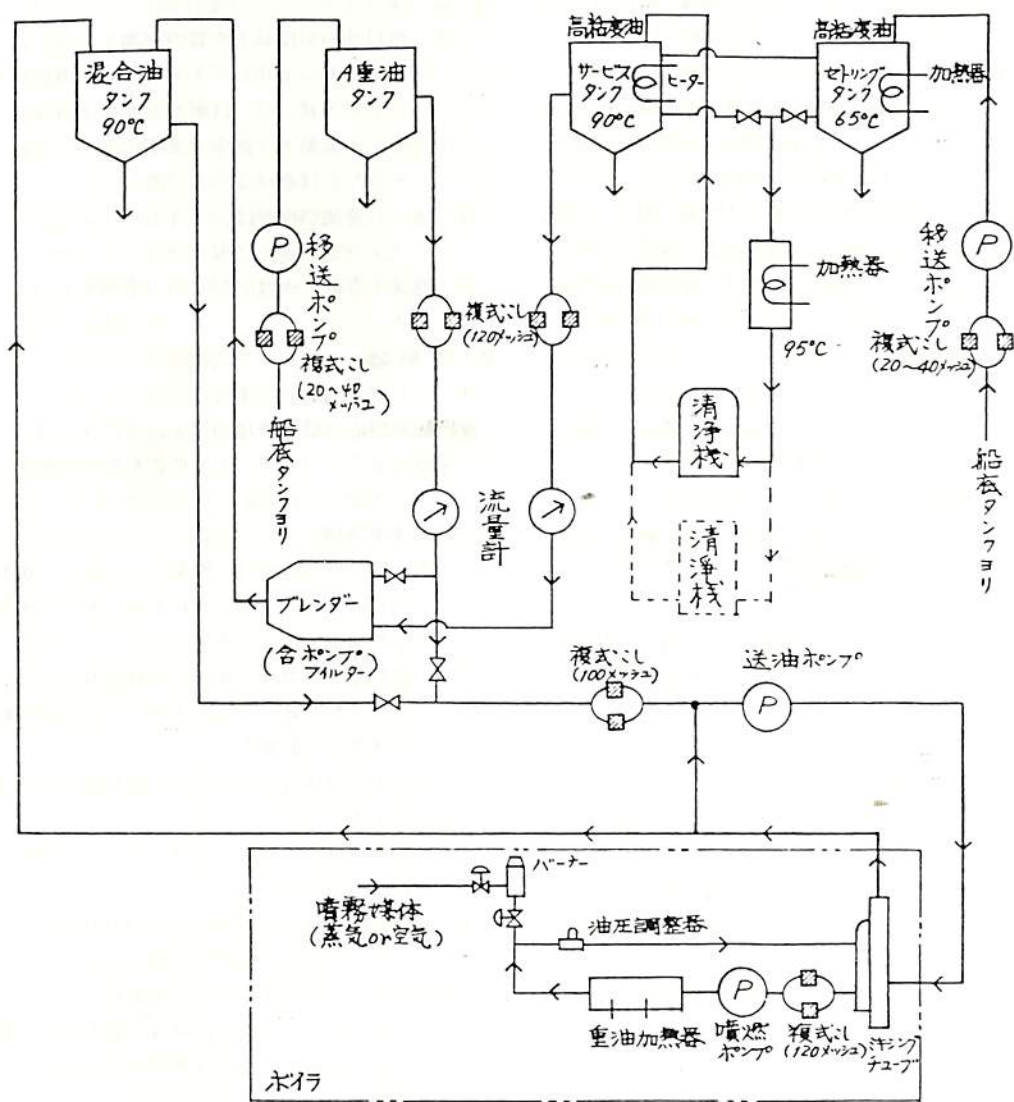 混合油
タンク
90℃
A重油
タンク
高粘度油
サービス
タンク
90℃
ヒーター
高粘度油
セトリング
タンク
65℃
加熱器
P
移送ポンプ
複式こし
(20～40
メッシュ)
船底タンクヨリ
複式こし
(120メッシュ)
加熱器
95℃
P
移送ポンプ
複式こし
(20～40メッシュ)
船底タンクヨリ
清浄機
清浄機
流量計
ブレンダー
(含ポンプ
フィルター)
複式こし
(100メッシュ)
送油ポンプ
P
バーナー
噴霧媒体
(蒸気or空気)
油圧調整器
重油加熱器
P
噴燃
ポンプ
複式こし
(120メッシュ)
ミキシング
チューブ
ボイラ